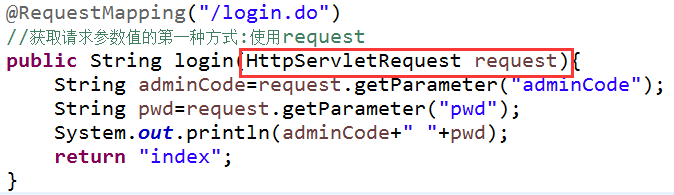 @RequestMapping("/login.do")
//获取请求参数值的第一种方式:使用request
public String login(HttpServletRequest request){
    String adminCode=request.getParameter("adminCode");
    String pwd=request.getParameter("pwd");
    System.out.println(adminCode+" "+pwd);
    return "index";
}